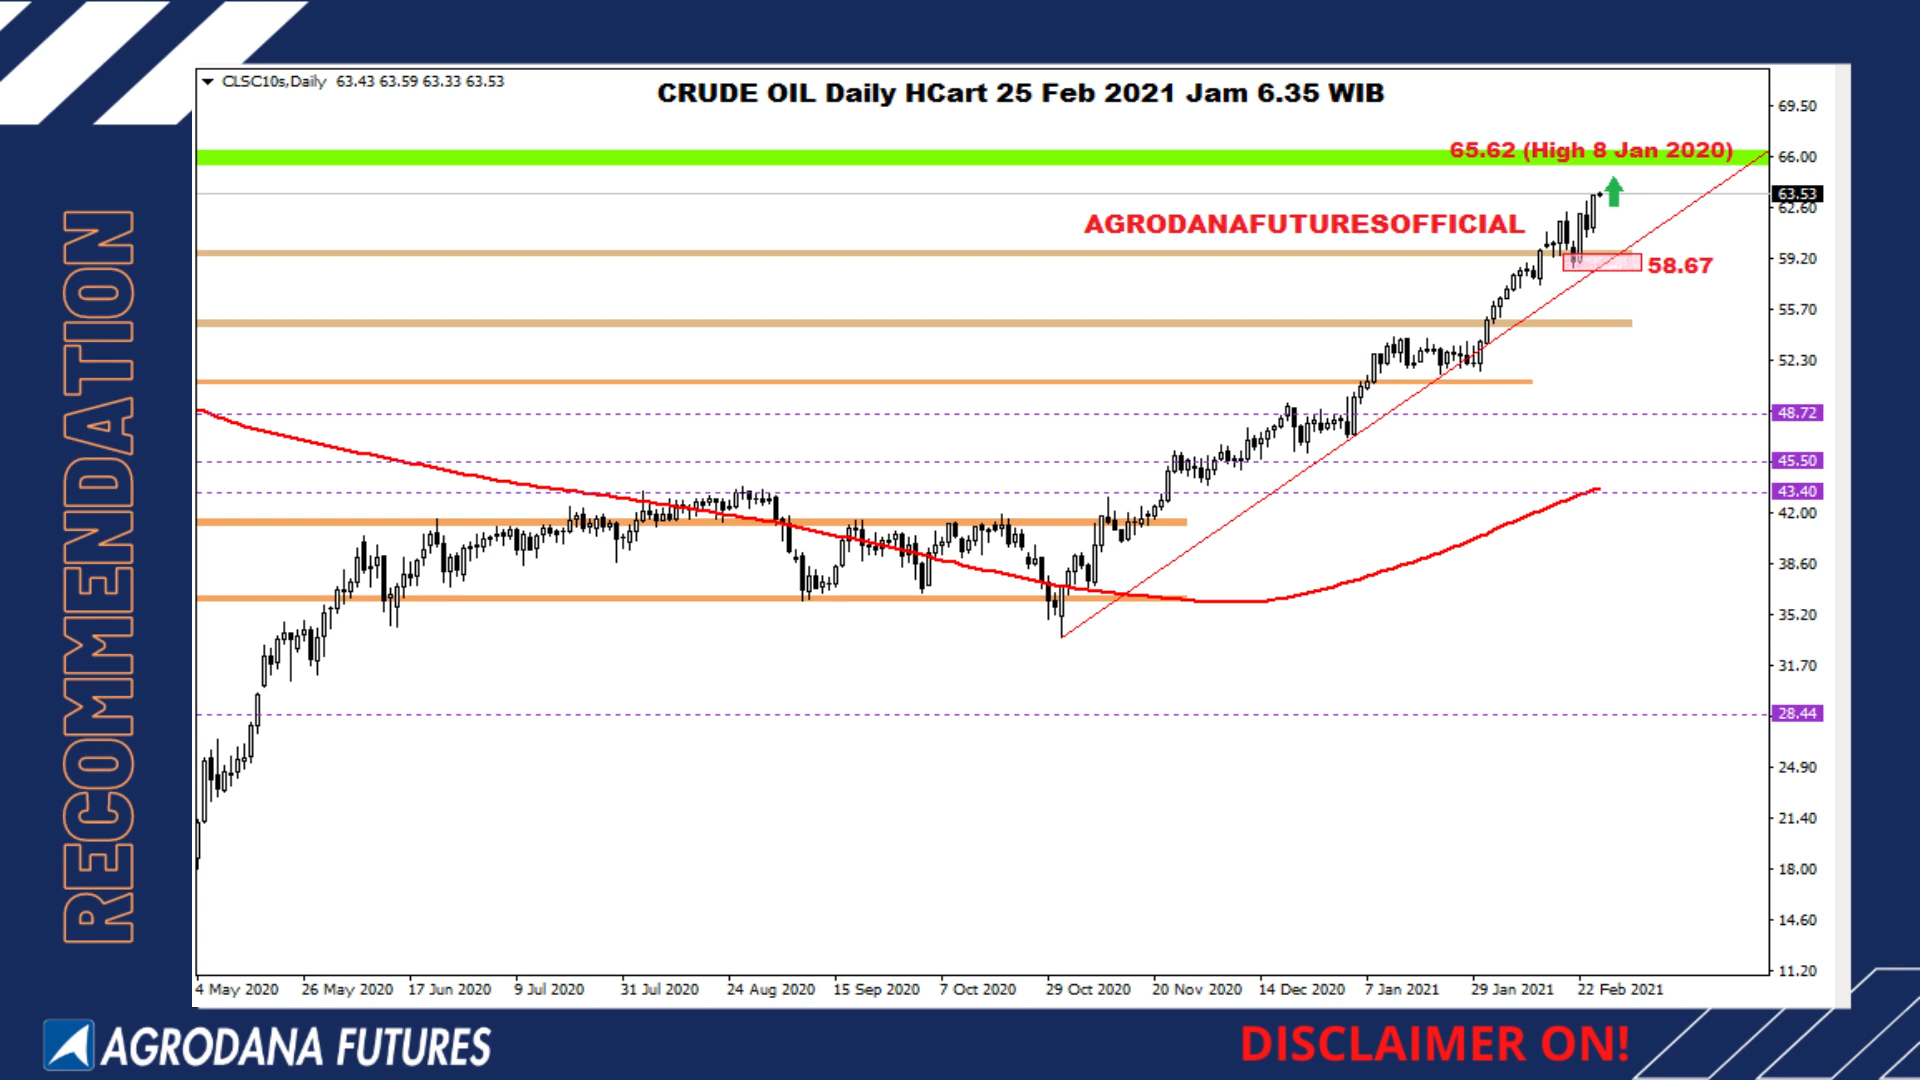 CLSC10s,Daily 63.43 63.59 63.33 63.53
CRUDE OIL Daily HCart 25 Feb 2021 Jam 6.35 WIB
65.62 (High 8 Jan 2020)
AGRODANAFUTURESOFFICIAL
58.67
69.50
66.00
63.53
62.60
59.20
55.70
52.30
48.72
45.50
43.40
42.00
38.60
35.20
31.70
28.44
24.90
21.40
18.00
14.60
11.20
4 May 2020 26 May 2020 17 Jun 2020 9 Jul 2020 31 Jul 2020 24 Aug 2020 15 Sep 2020 7 Oct 2020 29 Oct 2020 20 Nov 2020 14 Dec 2020 7 Jan 2021 29 Jan 2021 22 Feb 2021
RECOMMENDATION
AGRODANA FUTURES
DISCLAIMER ON!